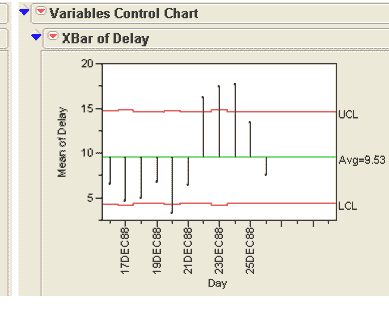 Variables Control Chart
XBar of Delay
20
15
10
5
Mean of Delay
UCL
Avg=9.53
LCL
17DEC88
19DEC88
21DEC88
23DEC88
25DEC88
Day